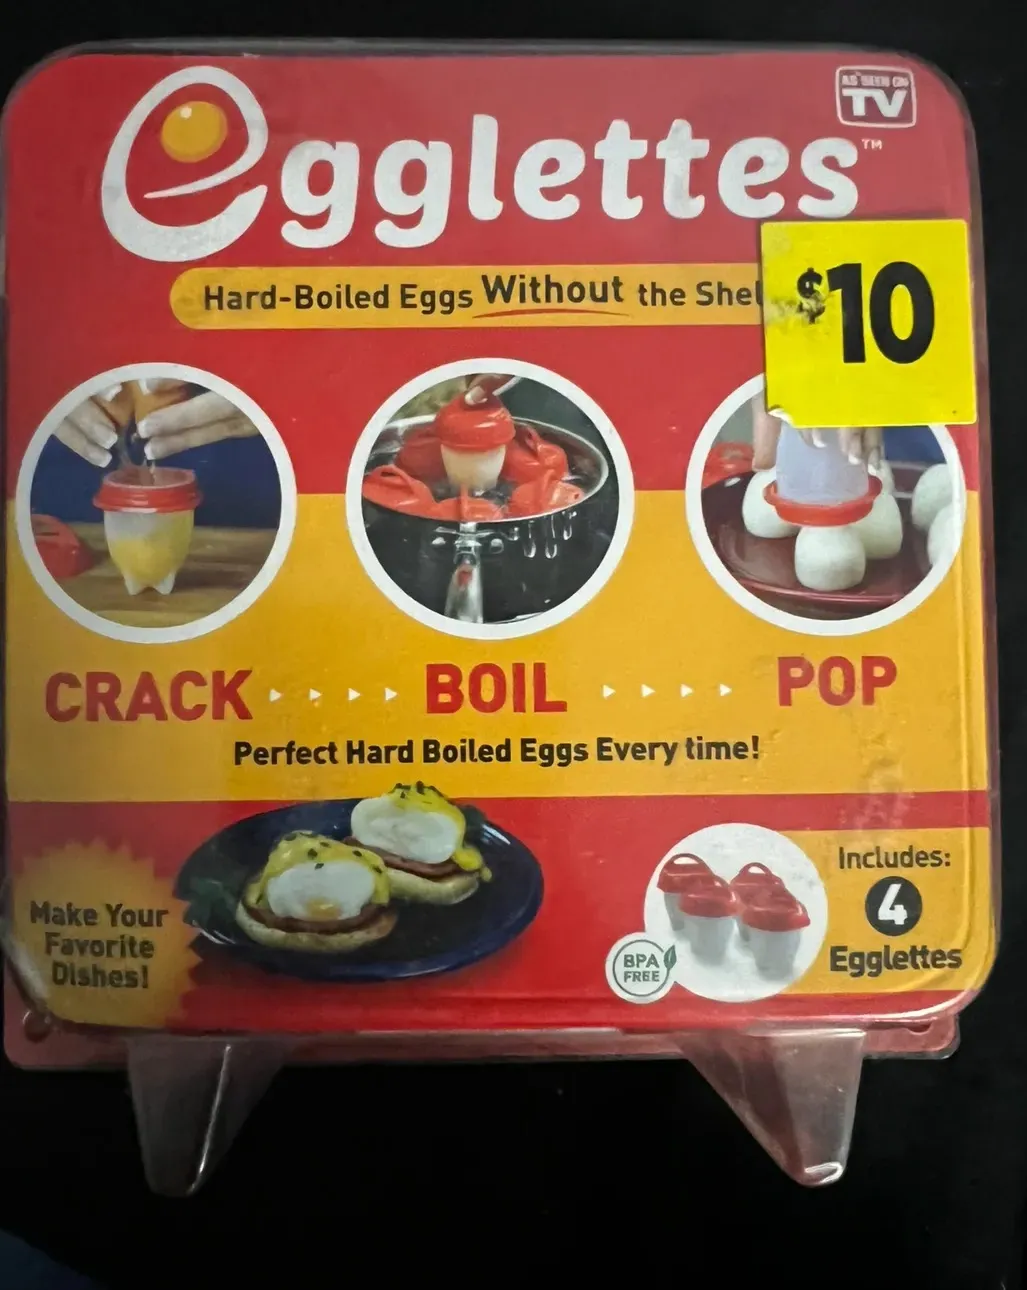 AS SEEN ON
TV
egglettes™
Hard-Boiled Eggs Without the Shel
$10
CRACK BOIL POP
Perfect Hard Boiled Eggs Every time!
Make Your
Favorite
Dishes!
BPA
FREE
Includes:
4
Egglettes